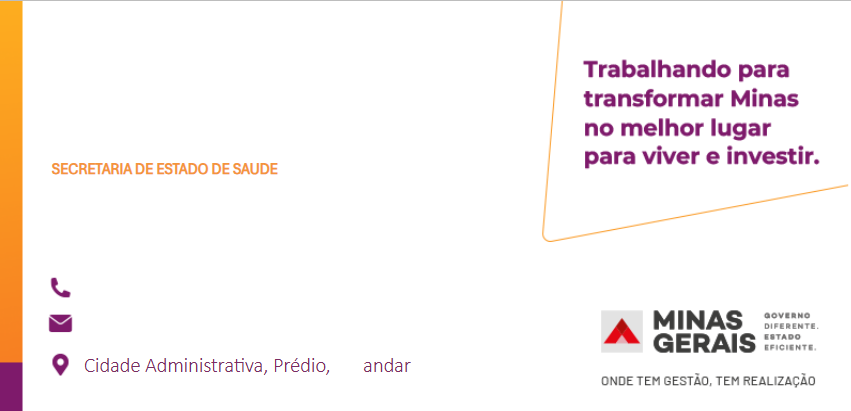 Trabalhando para
transformar Minas
no melhor lugar
para viver e investir.
SECRETARIA DE ESTADO DE SAUDE
Cidade Administrativa, Prédio, andar
MINAS
GERAIS
GOVERNO
DIFERENTE.
ESTADO
EFICIENTE.
ONDE TEM GESTÃO, TEM REALIZAÇÃO